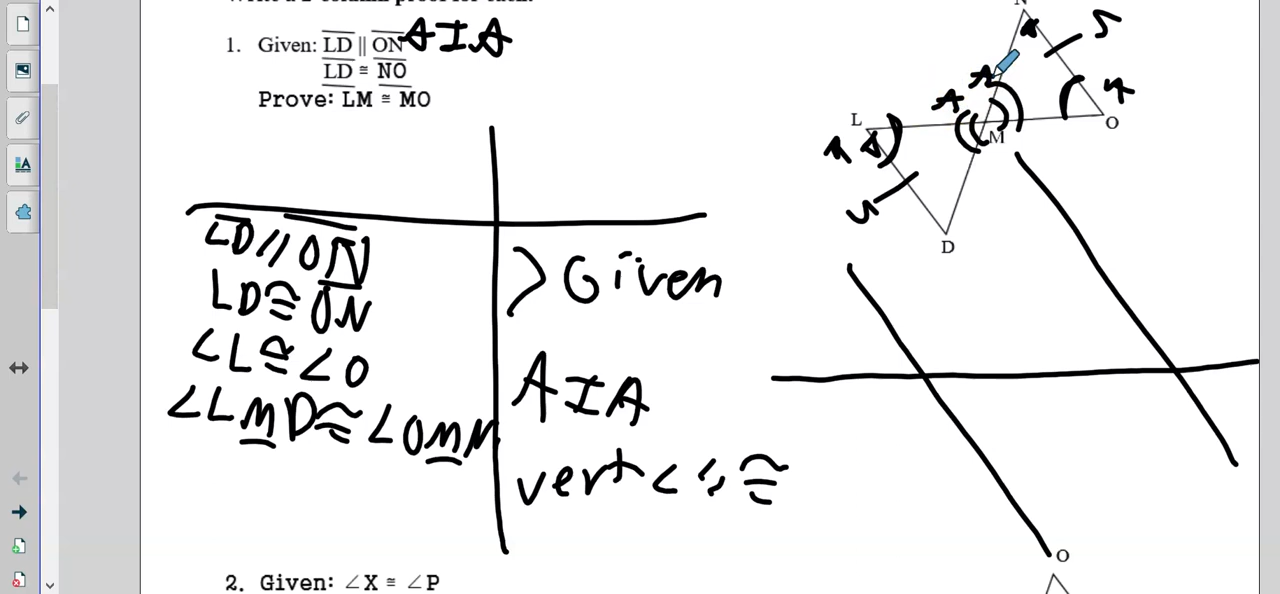 1. Given: LD || ON AIA
LD ≅ NO
Prove: LM ≅ MO
LD // ON
LD ≅ ON
> Given
∠L ≅ ∠O
AIA
∠LMD ≅ ∠OMN
vert ∠'s ≅
N
A
S
A
A
A
L
M
O
A
S
D
O
2. Given: ∠X ≅ ∠P